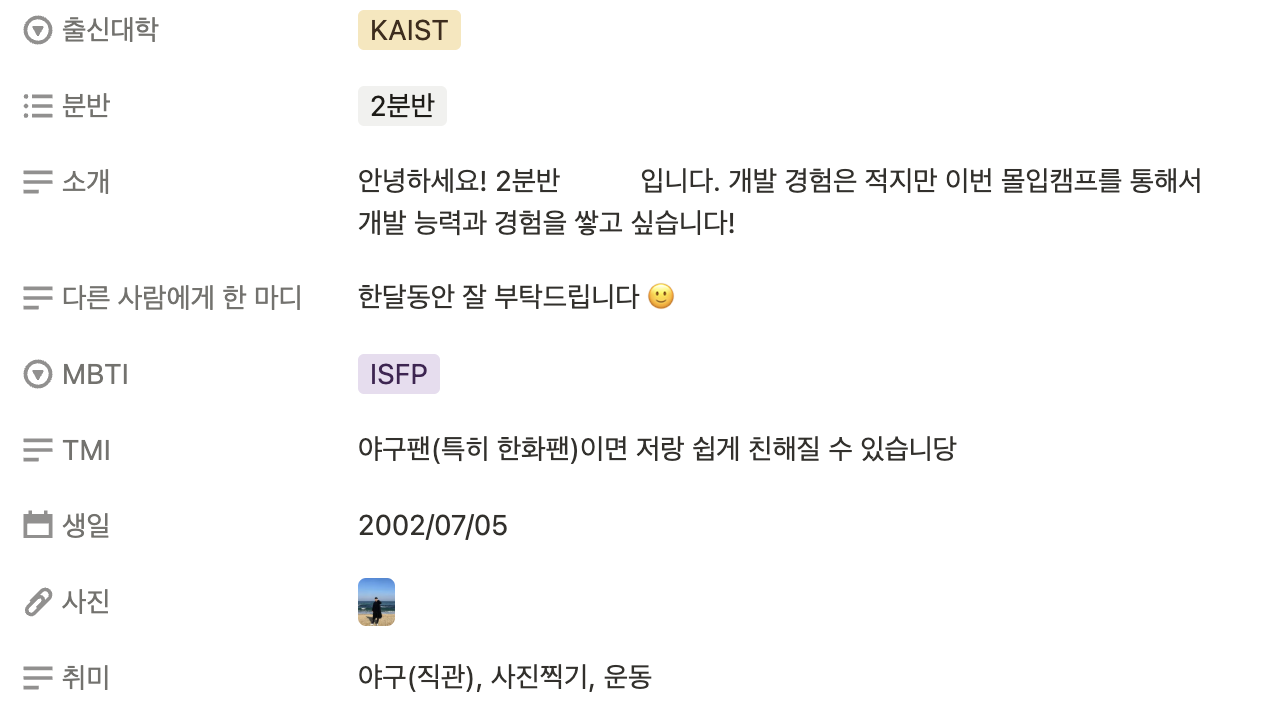 출신대학 KAIST
분반 2분반
소개 안녕하세요! 2분반 입니다. 개발 경험은 적지만 이번 몰입캠프를 통해서
개발 능력과 경험을 쌓고 싶습니다!
다른 사람에게 한 마디 한달동안 잘 부탁드립니다 🙂
MBTI ISFP
TMI 야구팬(특히 한화팬)이면 저랑 쉽게 친해질 수 있습니당
생일 2002/07/05
사진
취미 야구(직관), 사진찍기, 운동